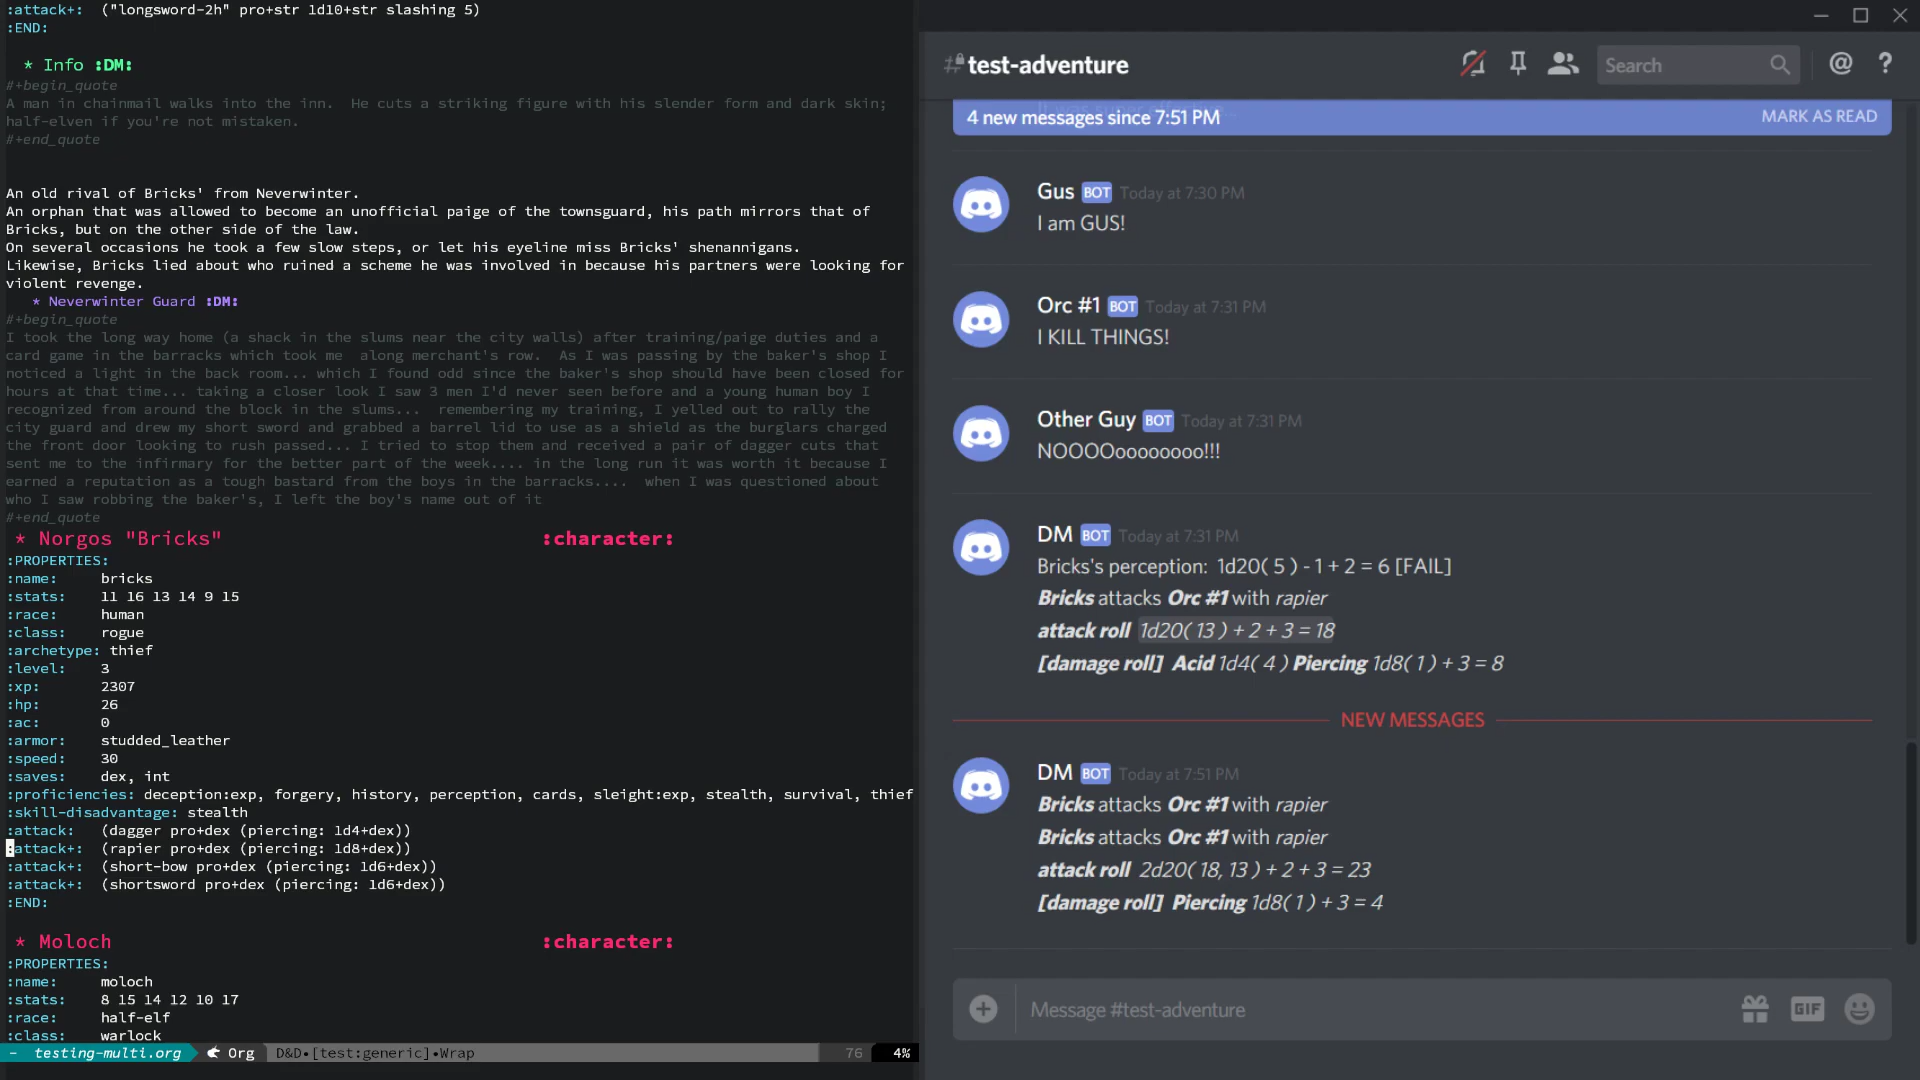 :attack+:  ("longsword-2h" pro+str 1d10+str slashing 5)
:END:
* Info :DM:
#+begin_quote
A man in chainmail walks into the inn.  He cuts a striking figure with his slender form and dark skin;
half-elven if you're not mistaken.
#+end_quote
An old rival of Bricks' from Neverwinter.
An orphan that was allowed to become an unofficial paige of the townsguard, his path mirrors that of
Bricks, but on the other side of the law.
On several occasions he took a few slow steps, or let his eyeline miss Bricks' shenannigans.
Likewise, Bricks lied about who ruined a scheme he was involved in because his partners were looking for
violent revenge.
* Neverwinter Guard :DM:
#+begin_quote
I took the long way home (a shack in the slums near the city walls) after training/paige duties and a
card game in the barracks which took me  along merchant's row.  As I was passing by the baker's shop I
noticed a light in the back room... which I found odd since the baker's shop should have been closed for
hours at that time... taking a closer look I saw 3 men I'd never seen before and a young human boy I
recognized from around the block in the slums...  remembering my training, I yelled out to rally the
city guard and drew my short sword and grabbed a barrel lid to use as a shield as the burglars charged
the front door looking to rush passed... I tried to stop them and received a pair of dagger cuts that
sent me to the infirmary for the better part of the week.... in the long run it was worth it because I
earned a reputation as a tough bastard from the boys in the barracks....  when I was questioned about
who I saw robbing the baker's, I left the boy's name out of it
#+end_quote
* Norgos "Bricks" :character:
:PROPERTIES:
:name: bricks
:stats: 11 16 13 14 9 15
:race: human
:class: rogue
:archetype: thief
:level: 3
:xp: 2307
:hp: 26
:ac: 0
:armor: studded_leather
:speed: 30
:saves: dex, int
:proficiencies: deception:exp, forgery, history, perception, cards, sleight:exp, stealth, survival, thief
:skill-disadvantage: stealth
:attack: (dagger pro+dex (piercing: 1d4+dex))
:attack+: (rapier pro+dex (piercing: 1d8+dex))
:attack+: (short-bow pro+dex (piercing: 1d6+dex))
:attack+: (shortsword pro+dex (piercing: 1d6+dex))
:END:
* Moloch :character:
:PROPERTIES:
:name: moloch
:stats: 8 15 14 12 10 17
:race: half-elf
:class: warlock
- testing-multi.org Org D&D•[test:generic]•Wrap 76 4%
#test-adventure Search @ ?
It was super effective...
4 new messages since 7:51 PM MARK AS READ
Gus BOT Today at 7:30 PM
I am GUS!
Orc #1 BOT Today at 7:31 PM
I KILL THINGS!
Other Guy BOT Today at 7:31 PM
NOOOOoooooooo!!!
DM BOT Today at 7:31 PM
Bricks's perception: 1d20( 5 ) - 1 + 2 = 6 [FAIL]
Bricks attacks Orc #1 with rapier
attack roll 1d20( 13 ) + 2 + 3 = 18
[damage roll] Acid 1d4( 4 ) Piercing 1d8( 1 ) + 3 = 8
NEW MESSAGES
DM BOT Today at 7:51 PM
Bricks attacks Orc #1 with rapier
Bricks attacks Orc #1 with rapier
attack roll 2d20( 18, 13 ) + 2 + 3 = 23
[damage roll] Piercing 1d8( 1 ) + 3 = 4
Message #test-adventure GIF